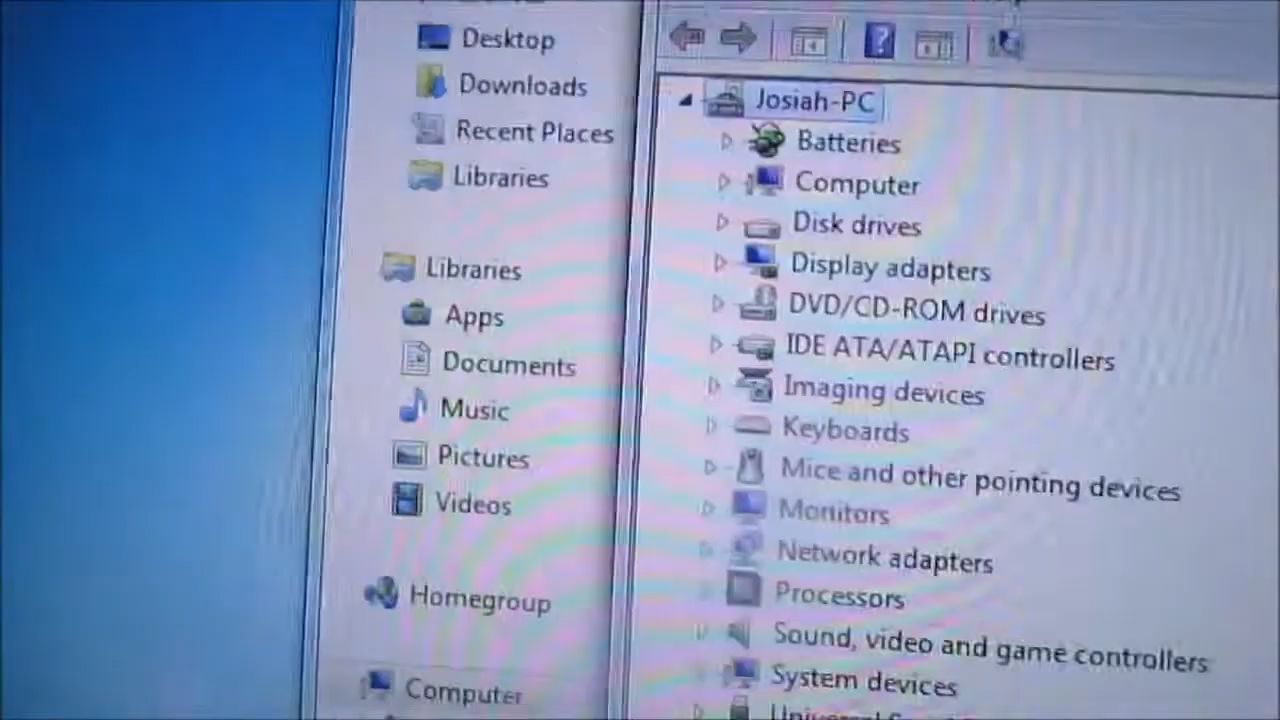 Desktop
Downloads
Recent Places
Libraries
Libraries
Apps
Documents
Music
Pictures
Videos
Homegroup
Computer
Josiah-PC
Batteries
Computer
Disk drives
Display adapters
DVD/CD-ROM drives
IDE ATA/ATAPI controllers
Imaging devices
Keyboards
Mice and other pointing devices
Monitors
Network adapters
Processors
Sound, video and game controllers
System devices